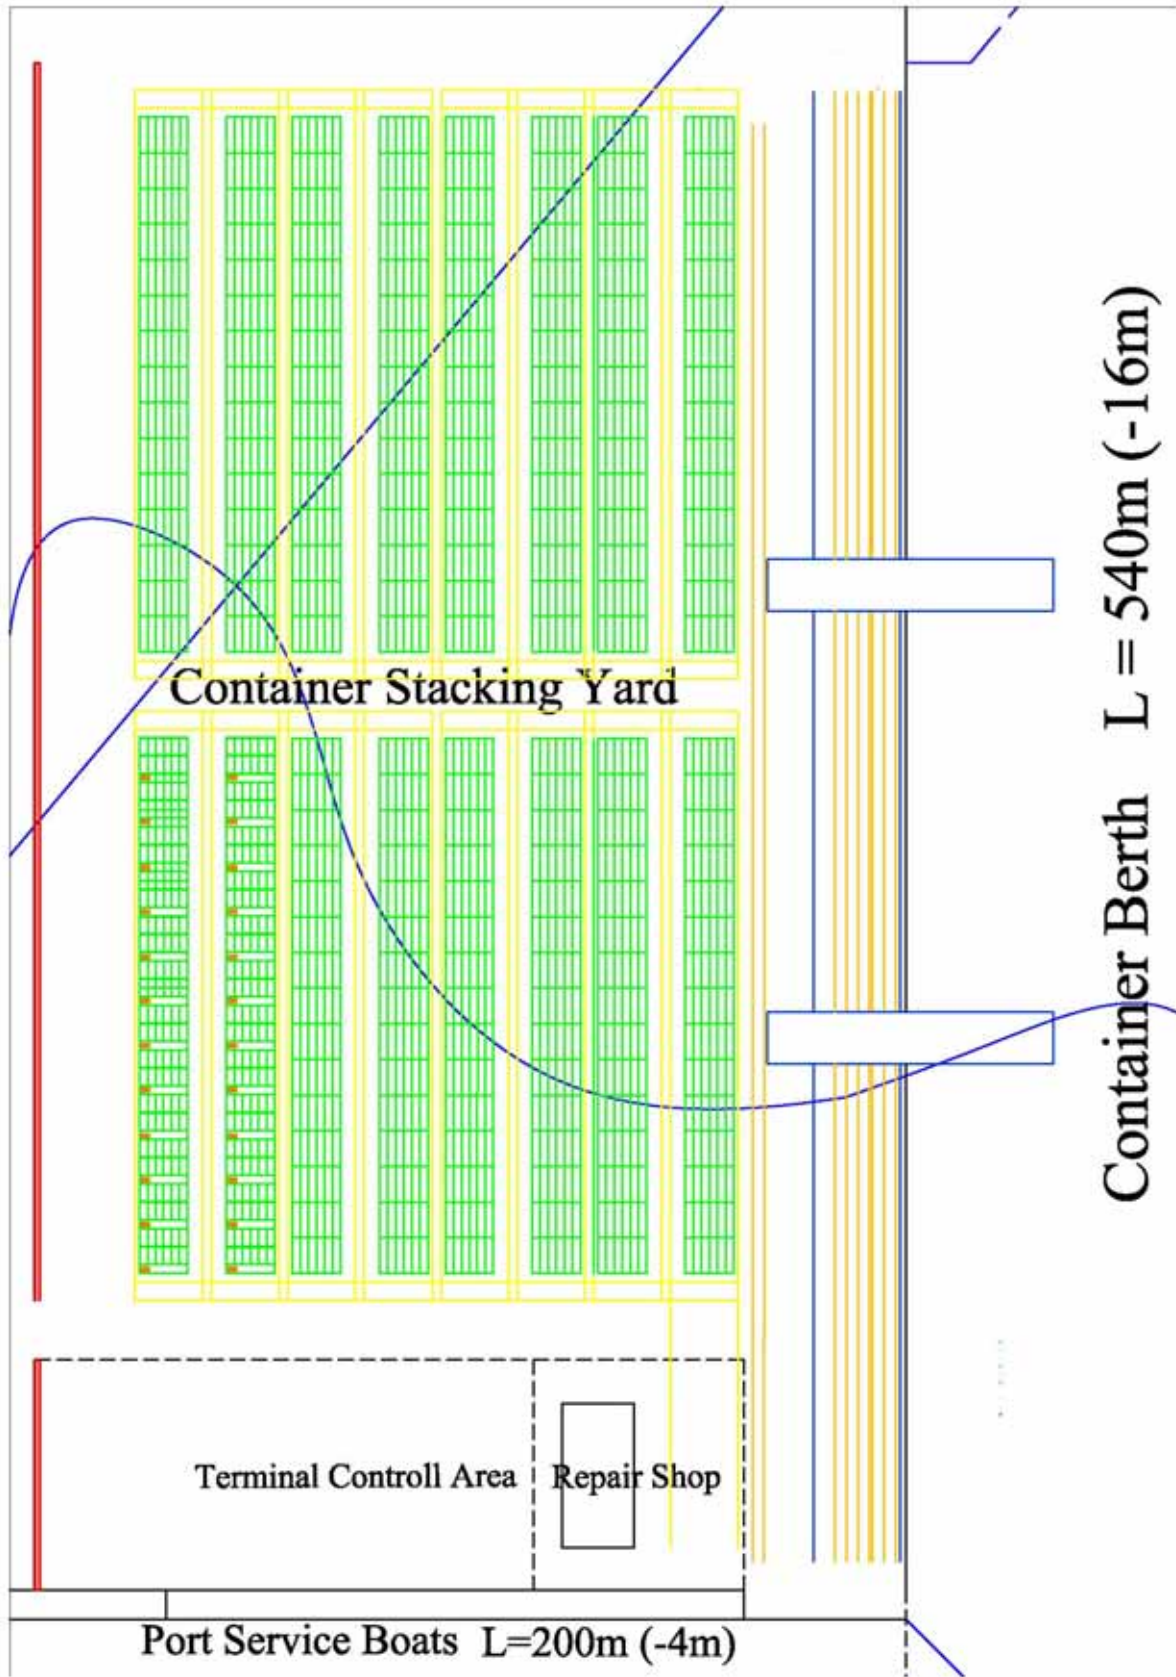 Container Stacking Yard
Container Berth L = 540m (-16m)
Terminal Controll Area
Repair Shop
Port Service Boats L=200m (-4m)